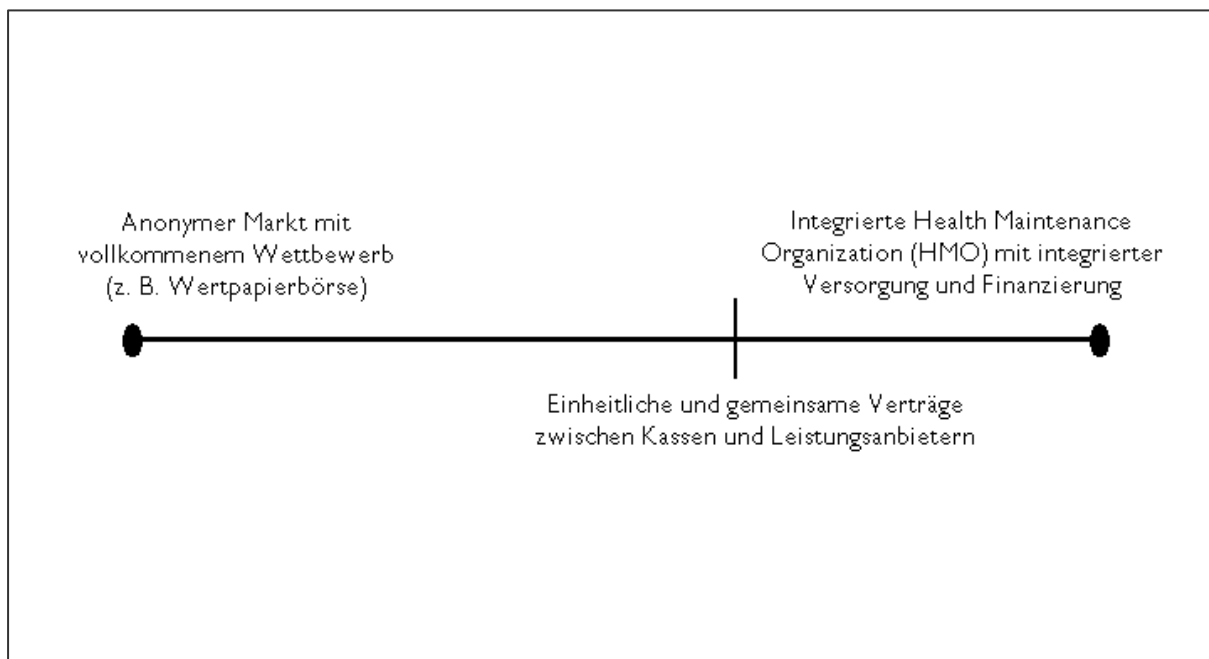 Anonymer Markt mit
vollkommenem Wettbewerb
(z. B. Wertpapierbörse)
Integrierte Health Maintenance
Organization (HMO) mit integrierter
Versorgung und Finanzierung
Einheitliche und gemeinsame Verträge
zwischen Kassen und Leistungsanbietern